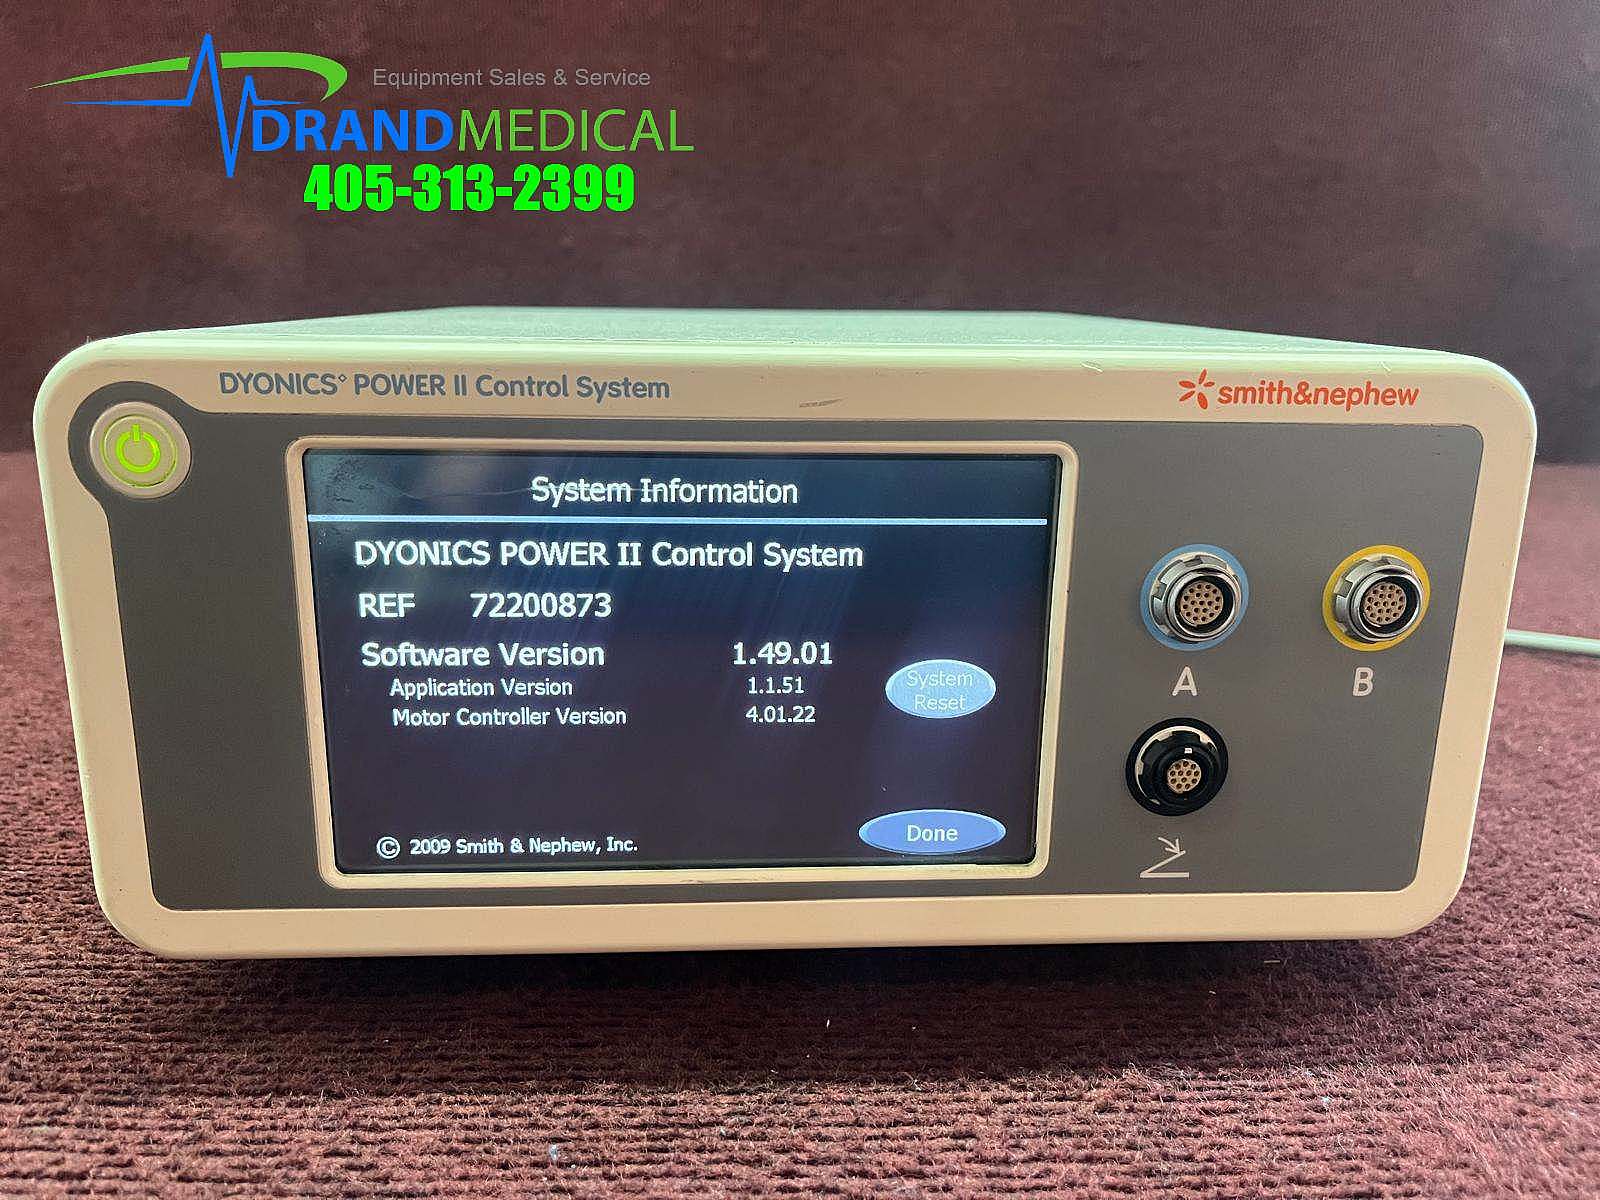 Equipment Sales & Service
DRANDMEDICAL
405-313-2399
DYONICS◊ POWER II Control System
smith&nephew
System Information
DYONICS POWER II Control System
REF 72200873
Software Version 1.49.01
Application Version 1.1.51
Motor Controller Version 4.01.22
System
Reset
A
B
Done
© 2009 Smith & Nephew, Inc.